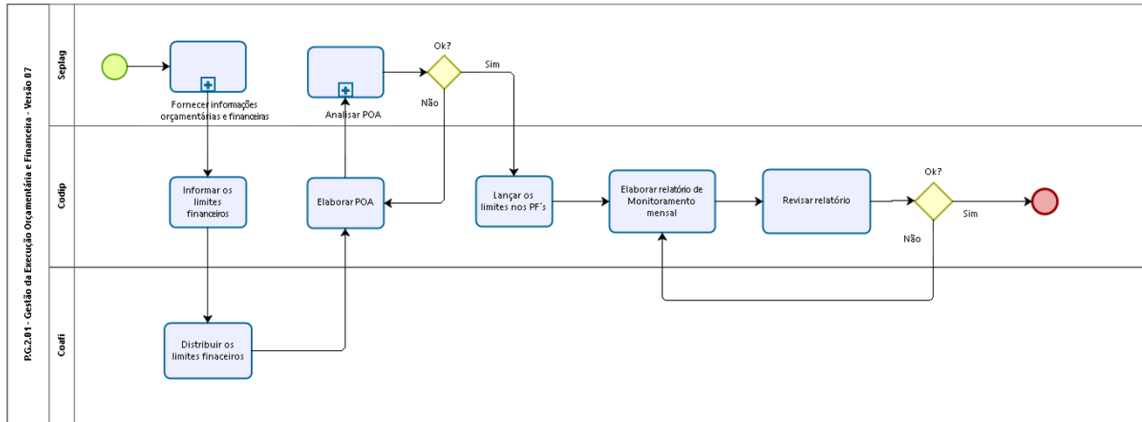 P.G.2.01 - Gestão da Execução Orçamentária e Financeira - Versão 07
Seplag
Fornecer informações
orçamentárias e financeiras
Analisar POA
Ok?
Sim
Não
Codip
Informar os
limites
financeiros
Elaborar POA
Lançar os
limites nos PF´s
Elaborar relatório de
Monitoramento
mensal
Revisar relatório
Ok?
Sim
Não
Coafi
Distribuir os
limites finaceiros